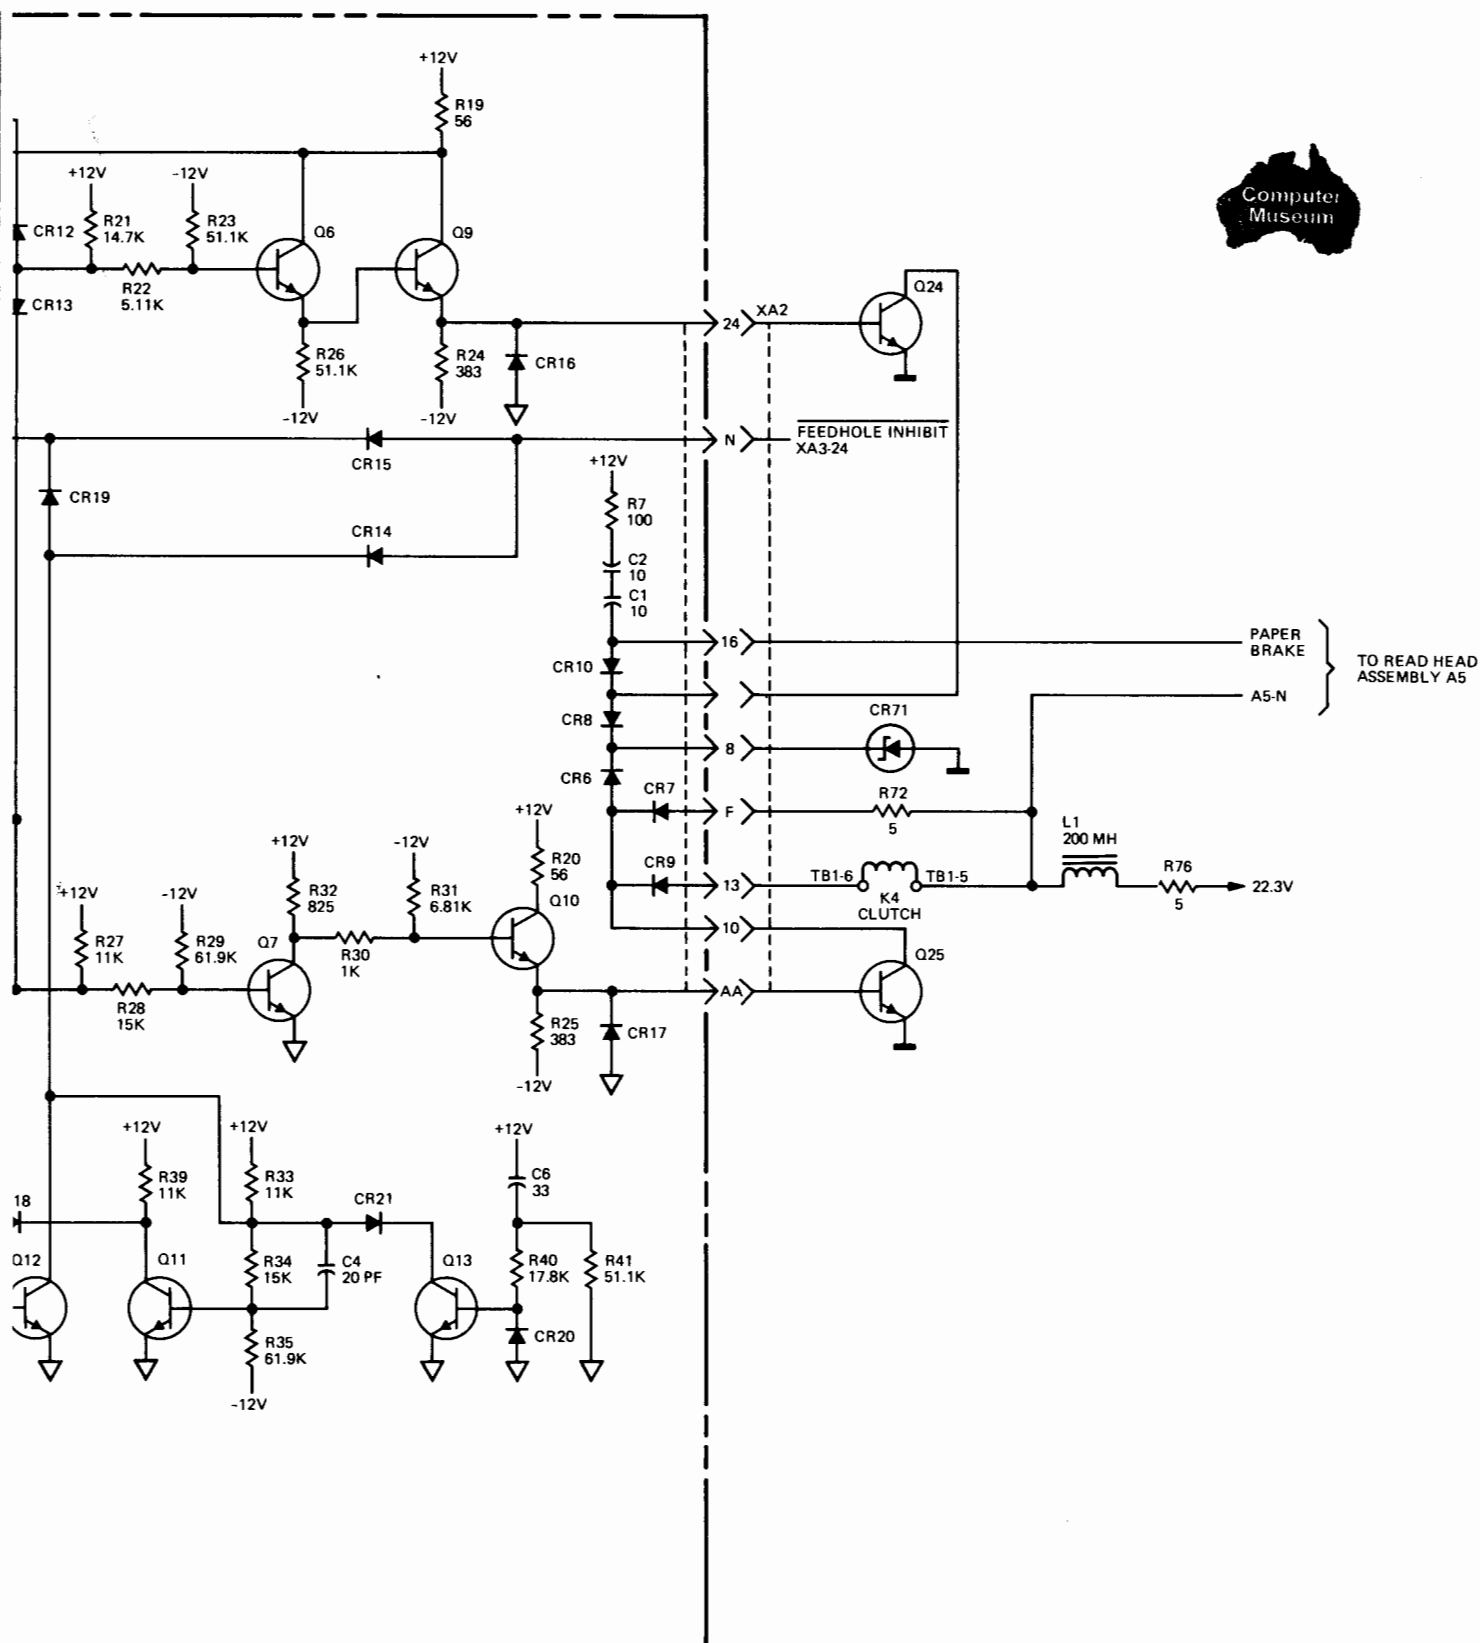 +12V
R19
56
+12V
-12V
CR12
R21
14.7K
R23
51.1K
Q6
Q9
CR13
R22
5.11K
R26
51.1K
-12V
R24
383
-12V
CR16
24
XA2
Q24
Computer
Museum
N
FEEDHOLE INHIBIT
XA3-24
CR15
CR19
CR14
+12V
R7
100
C2
10
C1
10
16
PAPER
BRAKE
TO READ HEAD
ASSEMBLY A5
A5-N
CR10
CR8
8
CR71
CR6
CR7
F
R72
5
CR9
13
TB1-6
TB1-5
K4
CLUTCH
L1
200 MH
R76
5
22.3V
10
Q25
AA
+12V
R20
56
Q10
+12V
R32
825
-12V
R31
6.81K
R30
1K
+12V
R27
11K
-12V
R29
61.9K
Q7
R28
15K
R25
383
-12V
CR17
+12V
R39
11K
+12V
R33
11K
CR21
+12V
C6
33
18
Q12
Q11
R34
15K
C4
20 PF
Q13
R40
17.8K
R41
51.1K
R35
61.9K
-12V
CR20